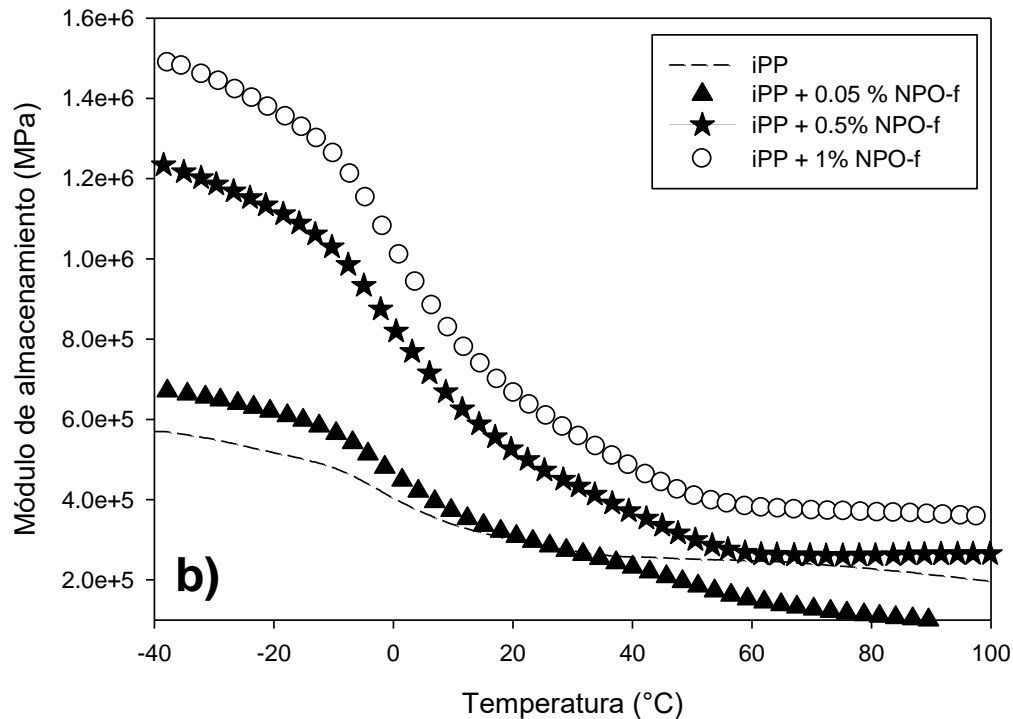 1.6e+6
1.4e+6
1.2e+6
1.0e+6
8.0e+5
6.0e+5
4.0e+5
2.0e+5
Módulo de almacenamiento (MPa)
iPP
iPP + 0.05 % NPO-f
iPP + 0.5% NPO-f
iPP + 1% NPO-f
b)
-40 -20 0 20 40 60 80 100
Temperatura (°C)